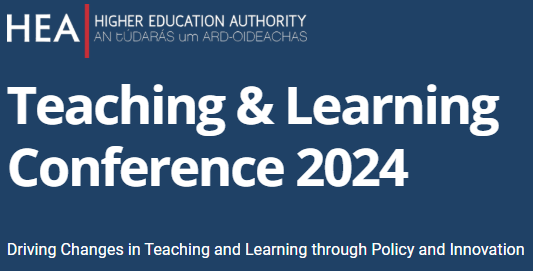 HEA HIGHER EDUCATION AUTHORITY
AN tÚDARÁS um ARD-OIDEACHAS
Teaching & Learning
Conference 2024
Driving Changes in Teaching and Learning through Policy and Innovation